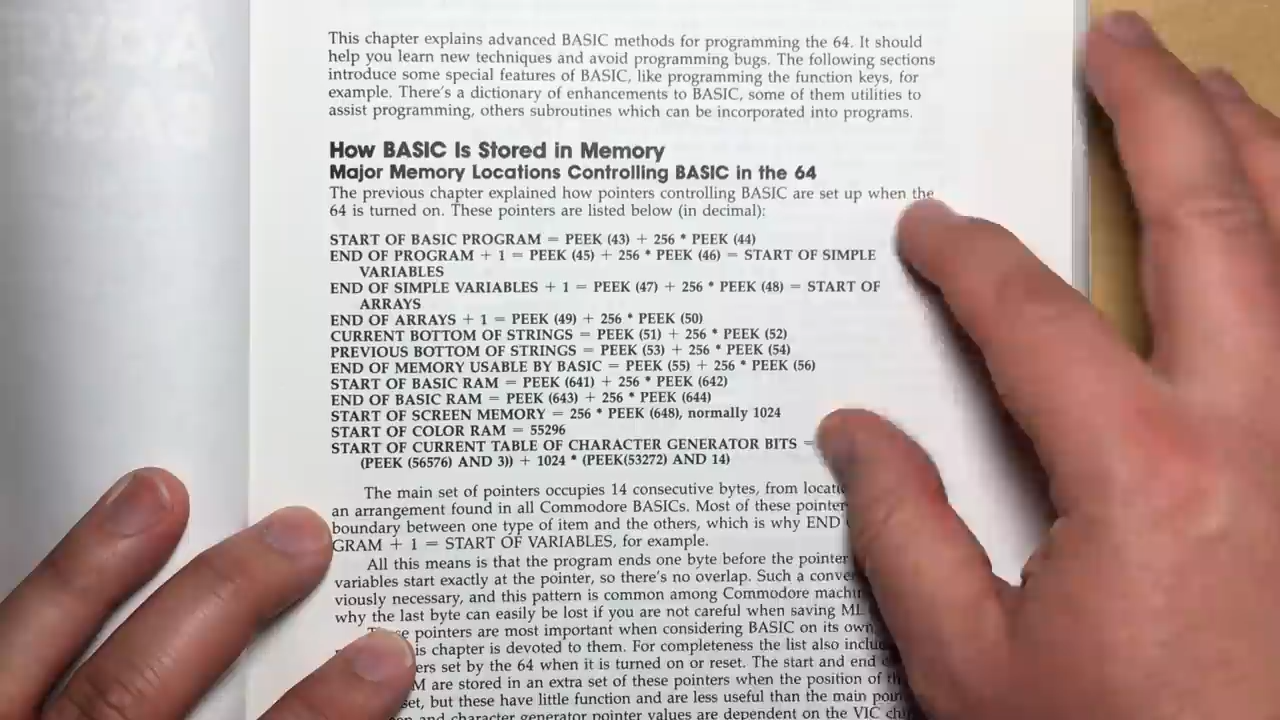 This chapter explains advanced BASIC methods for programming the 64. It should
help you learn new techniques and avoid programming bugs. The following sections
introduce some special features of BASIC, like programming the function keys, for
example. There's a dictionary of enhancements to BASIC, some of them utilities to
assist programming, others subroutines which can be incorporated into programs.
How BASIC Is Stored in Memory
Major Memory Locations Controlling BASIC in the 64
The previous chapter explained how pointers controlling BASIC are set up when the
64 is turned on. These pointers are listed below (in decimal):
START OF BASIC PROGRAM = PEEK (43) + 256 * PEEK (44)
END OF PROGRAM + 1 = PEEK (45) + 256 * PEEK (46) = START OF SIMPLE
VARIABLES
END OF SIMPLE VARIABLES + 1 = PEEK (47) + 256 * PEEK (48) = START OF
ARRAYS
END OF ARRAYS + 1 = PEEK (49) + 256 * PEEK (50)
CURRENT BOTTOM OF STRINGS = PEEK (51) + 256 * PEEK (52)
PREVIOUS BOTTOM OF STRINGS = PEEK (53) + 256 * PEEK (54)
END OF MEMORY USABLE BY BASIC = PEEK (55) + 256 * PEEK (56)
START OF BASIC RAM = PEEK (641) + 256 * PEEK (642)
END OF BASIC RAM = PEEK (643) + 256 * PEEK (644)
START OF SCREEN MEMORY = 256 * PEEK (648), normally 1024
START OF COLOR RAM = 55296
START OF CURRENT TABLE OF CHARACTER GENERATOR BITS =
(PEEK (56576) AND 3)) + 1024 * (PEEK(53272) AND 14)
The main set of pointers occupies 14 consecutive bytes, from
an arrangement found in all Commodore BASICs. Most of these
boundary between one type of item and the others, which is why END
GRAM + 1 = START OF VARIABLES, for example.
All this means is that the program ends one byte before the pointer
variables start exactly at the pointer, so there's no overlap. Such a
viously necessary, and this pattern is common among Commodore
why the last byte can easily be lost if you are not careful when saving ML
pointers are most important when considering BASIC on its own
is chapter is devoted to them. For completeness the list also
ers set by the 64 when it is turned on or reset. The start and end
are stored in an extra set of these pointers when the position of
set, but these have little function and are less useful than the main
and character generator pointer values are dependent on the VIC